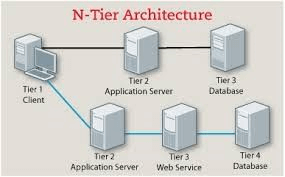 N-Tier Architecture
Tier 1
Client
Tier 2
Application Server
Tier 3
Database
Tier 2
Application Server
Tier 3
Web Service
Tier 4
Database